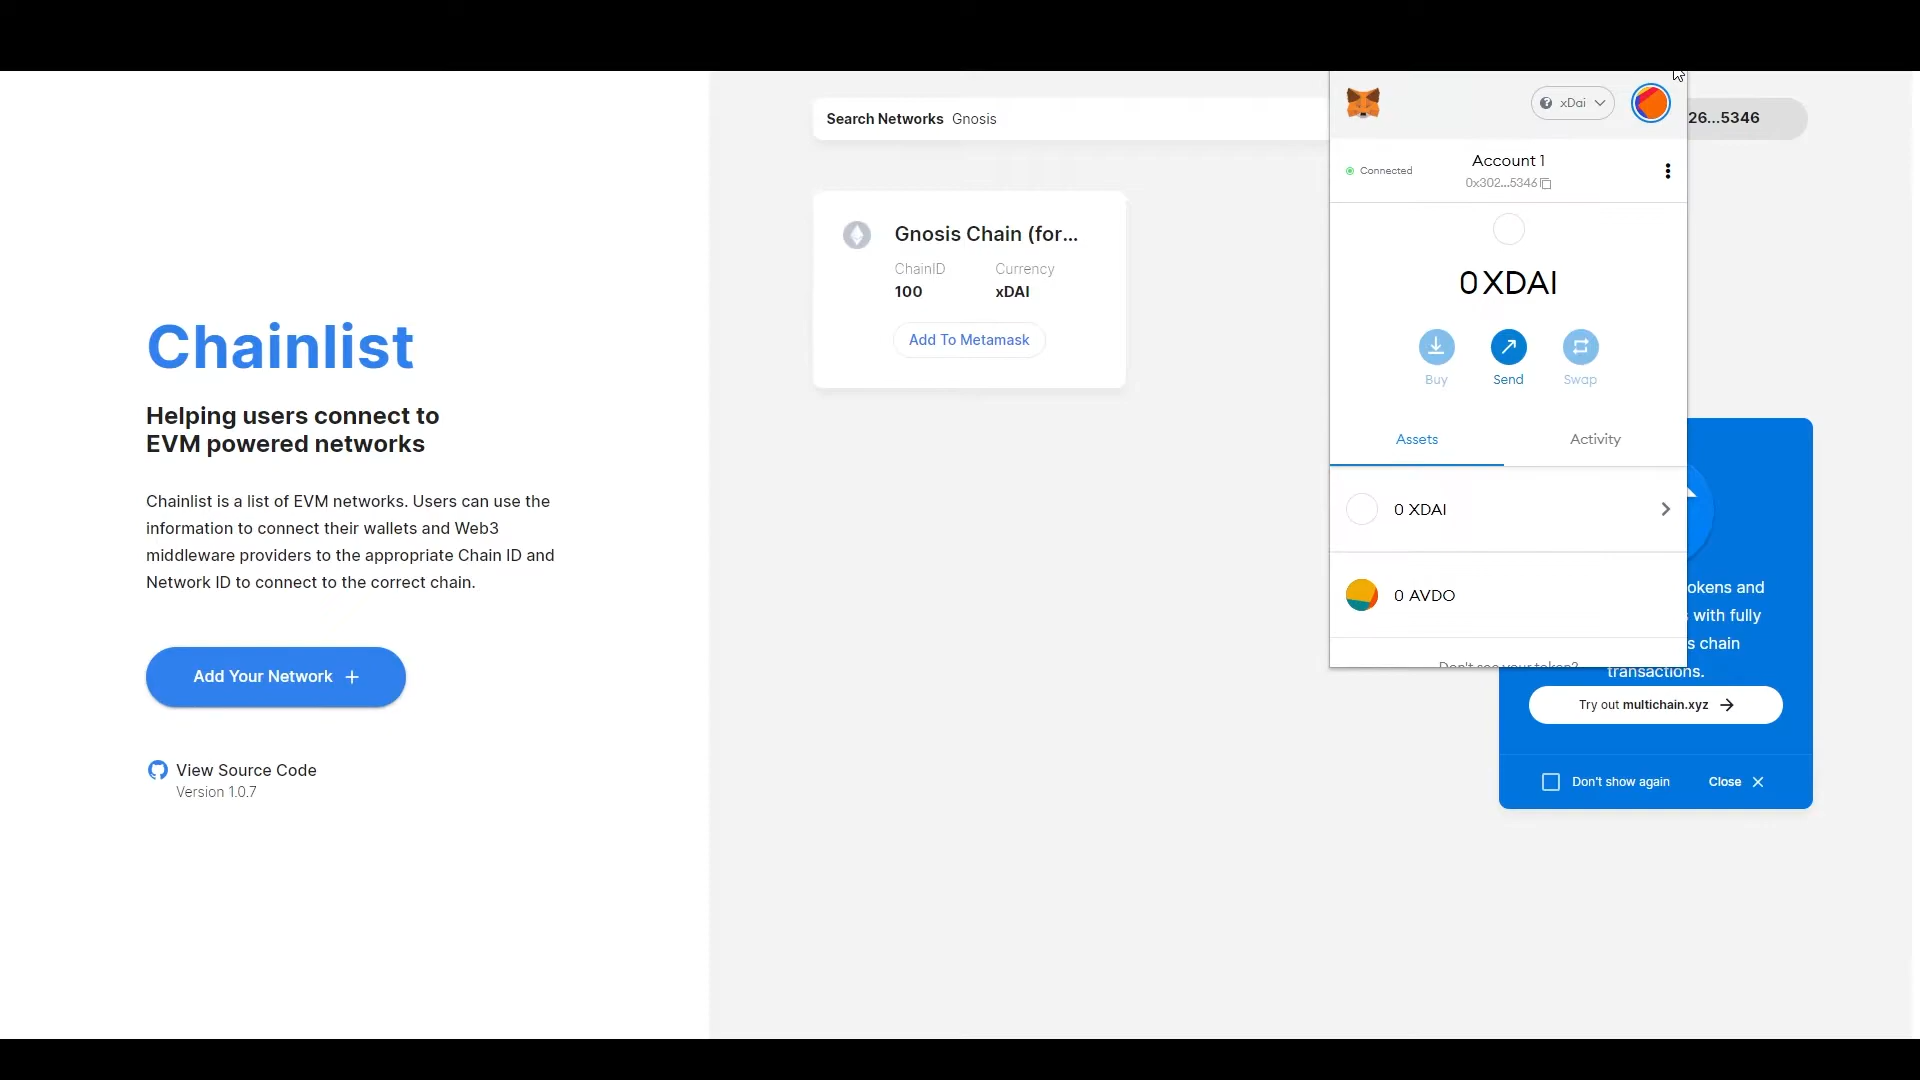 Chainlist
Helping users connect to
EVM powered networks
Chainlist is a list of EVM networks. Users can use the
information to connect their wallets and Web3
middleware providers to the appropriate Chain ID and
Network ID to connect to the correct chain.
Add Your Network +
View Source Code
Version 1.0.7
Search Networks Gnosis
Gnosis Chain (for...
ChainID Currency
100 xDAI
Add To Metamask
xDai
26...5346
Connected
Account 1
0x302...5346
0 XDAI
Buy Send Swap
Assets Activity
0 XDAI
0 AVDO
Don't see your token?
okens and
with fully
s chain
transactions.
Try out multichain.xyz
Don't show again
Close